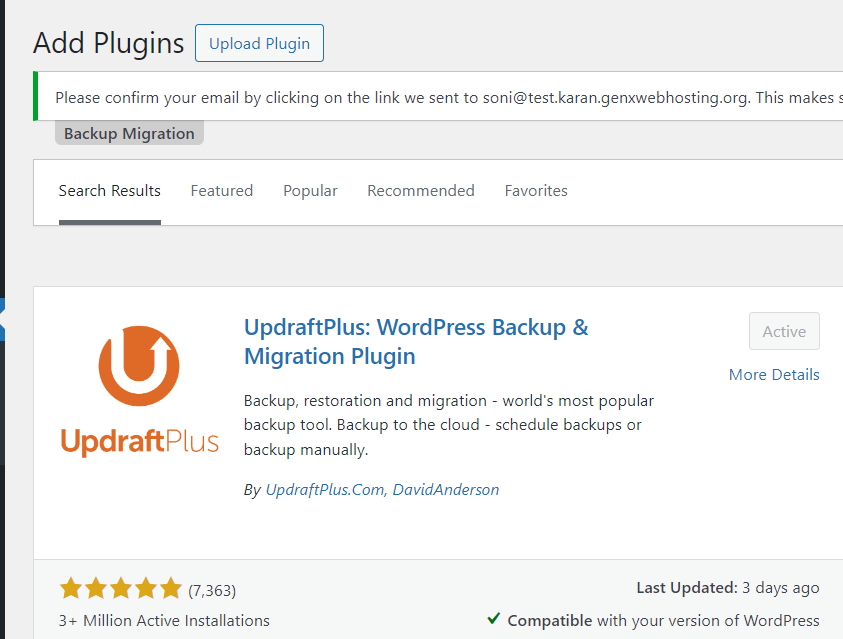 Add Plugins Upload Plugin
Please confirm your email by clicking on the link we sent to soni@test.karan.genxwebhosting.org. This makes
Backup Migration
Search Results Featured Popular Recommended Favorites
UpdraftPlus: WordPress Backup &
Migration Plugin
Active
More Details
Backup, restoration and migration - world's most popular
backup tool. Backup to the cloud - schedule backups or
backup manually.
By UpdraftPlus.Com, DavidAnderson
UpdraftPlus
(7,363)
Last Updated: 3 days ago
3+ Million Active Installations
Compatible with your version of WordPress